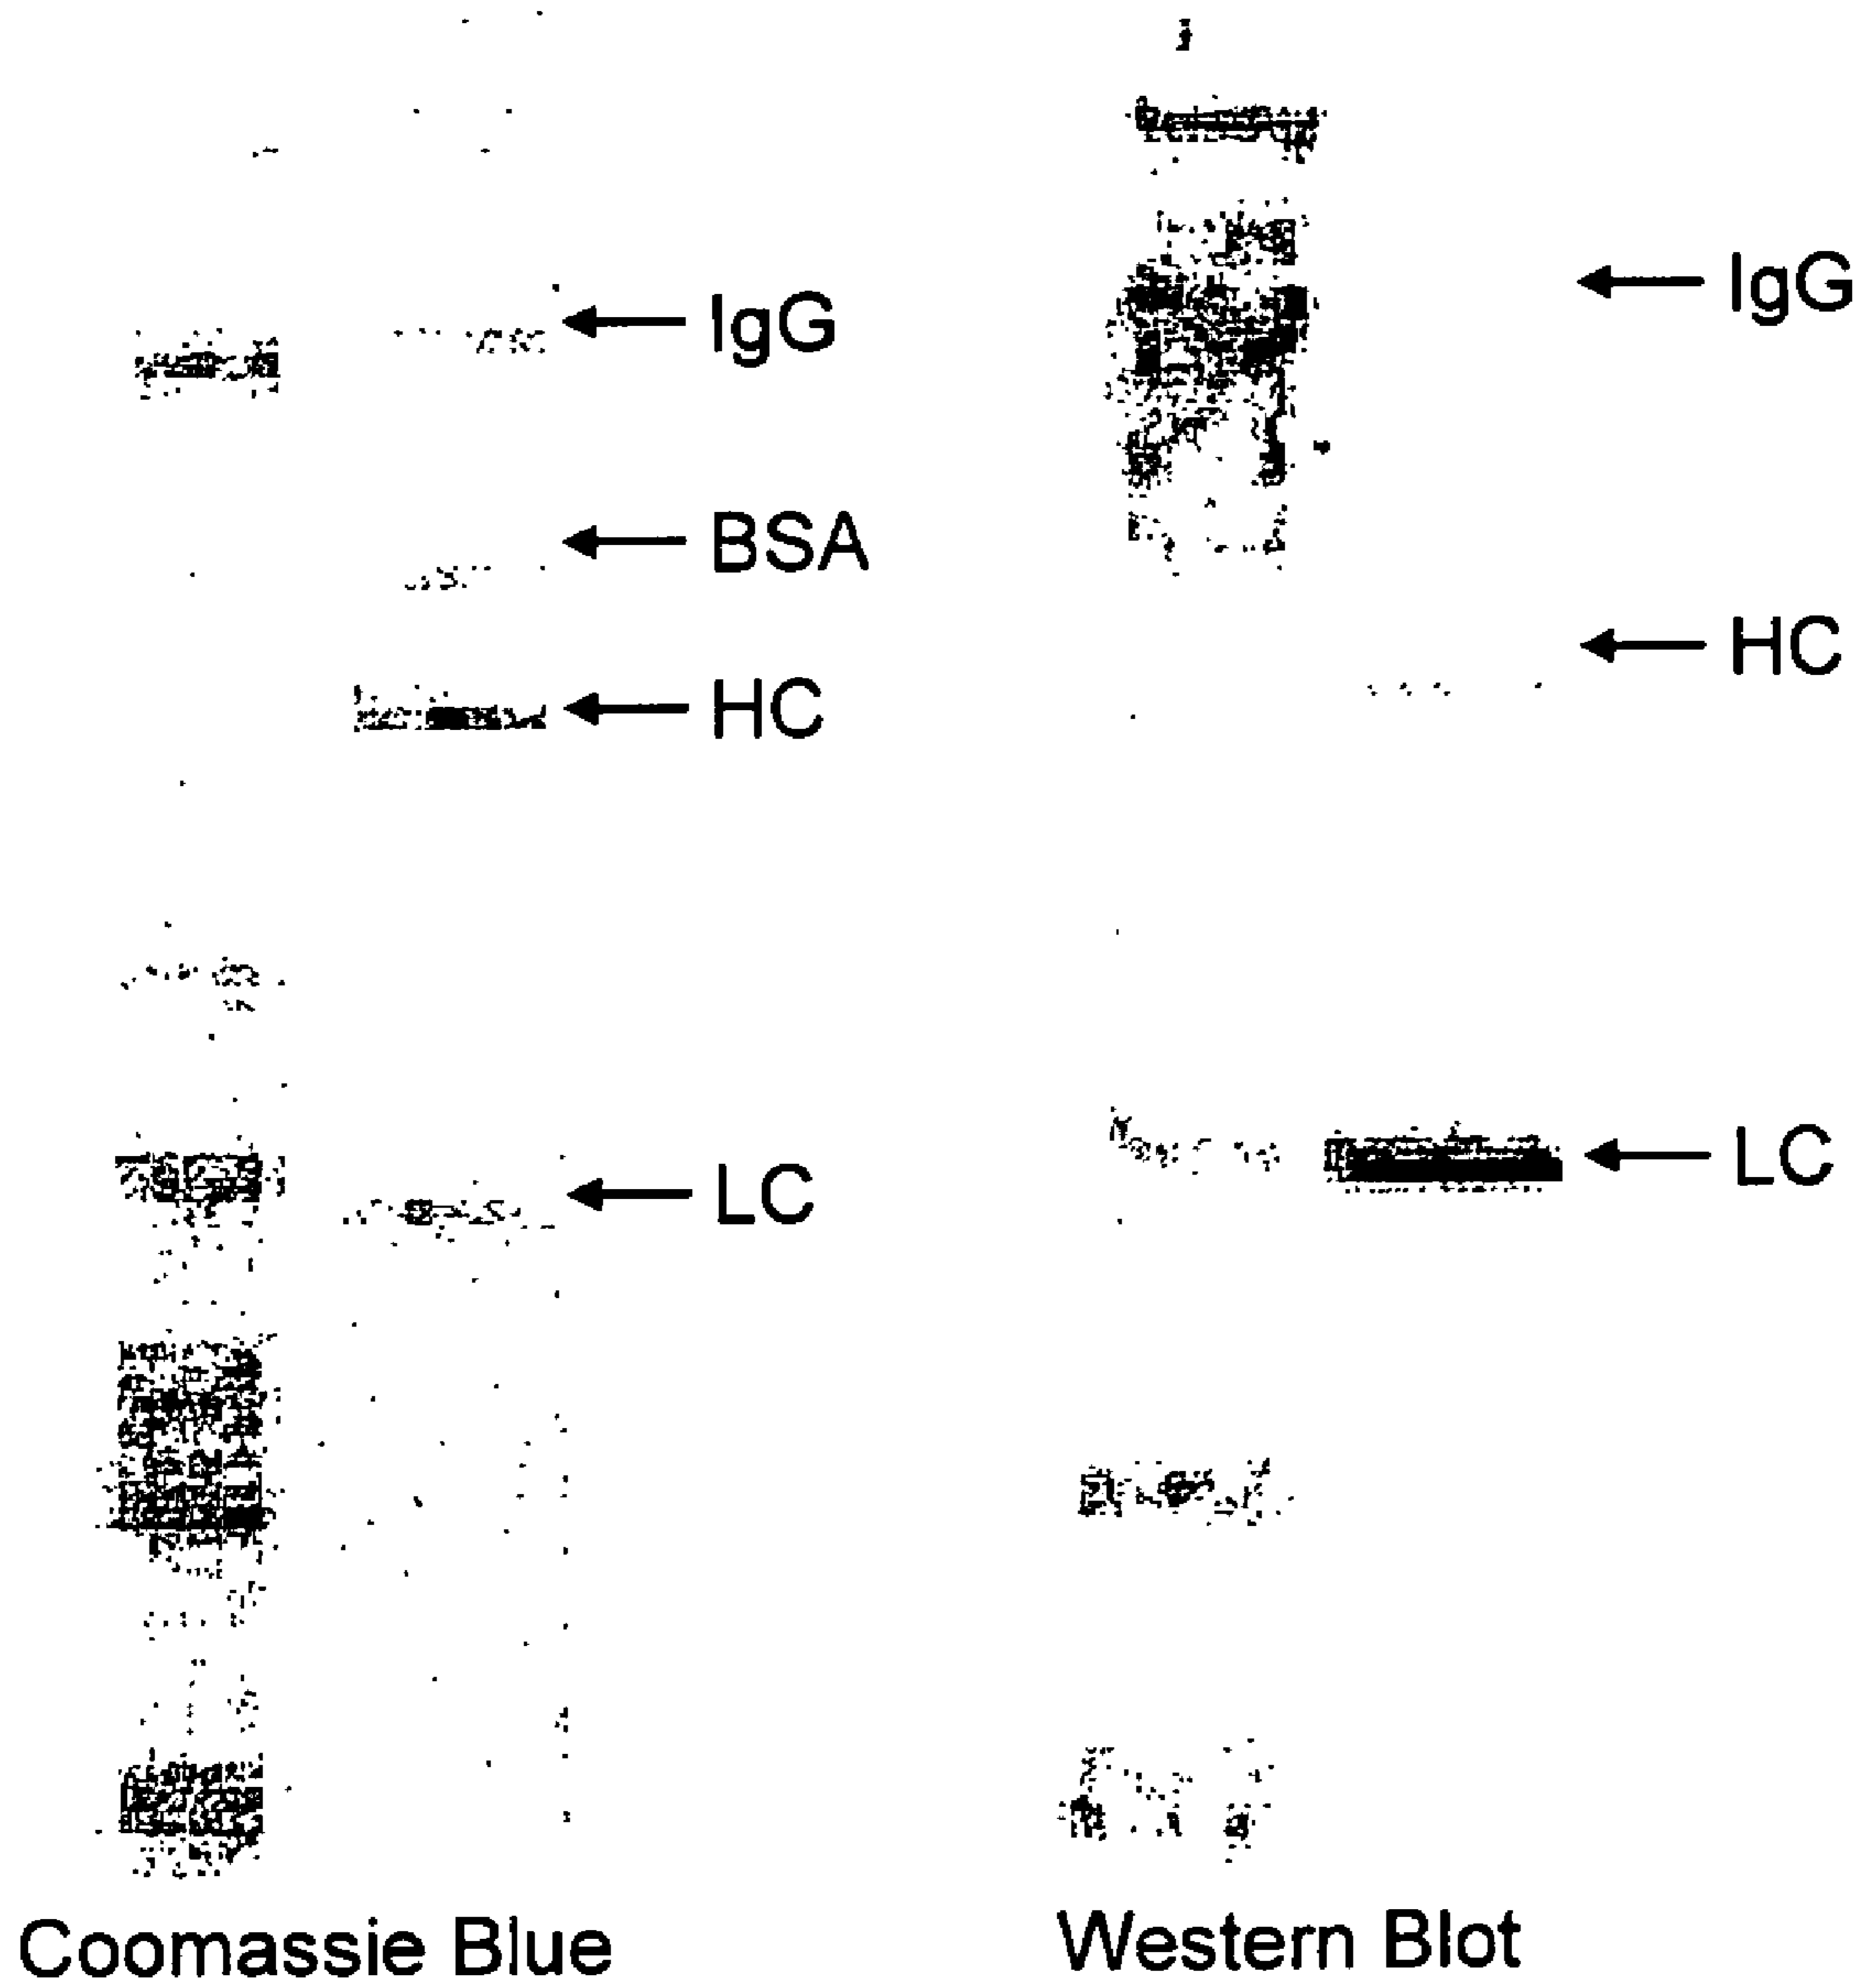 IgG
BSA
HC
LC
Coomassie Blue
IgG
HC
LC
Western Blot